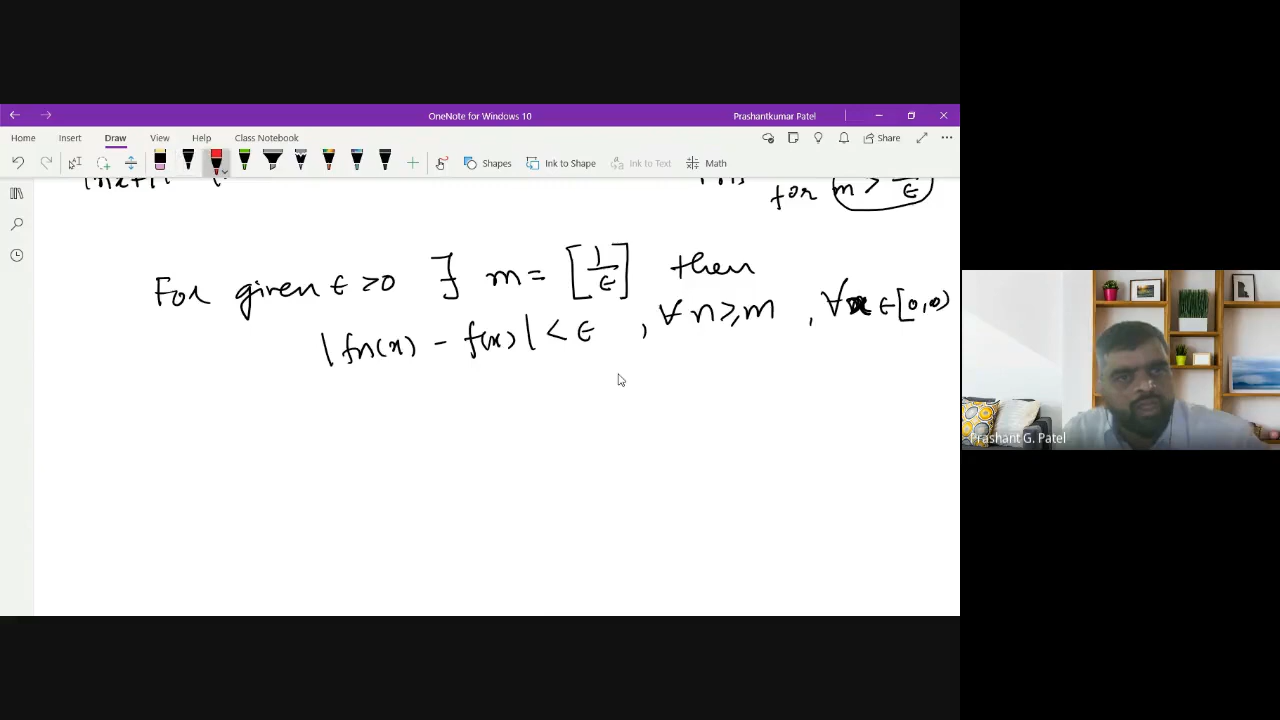 OneNote for Windows 10
Prashantkumar Patel
Home Insert Draw View Help Class Notebook
Share
Shapes Ink to Shape Ink to Text Math
for m > 1/ϵ
For given ϵ >0 ∃ m = [1/ϵ] then
|fn(x) - f(x)| < ϵ , ∀ n ≥ m , ∀ x ∈ [0,∞)
Prashant G. Patel